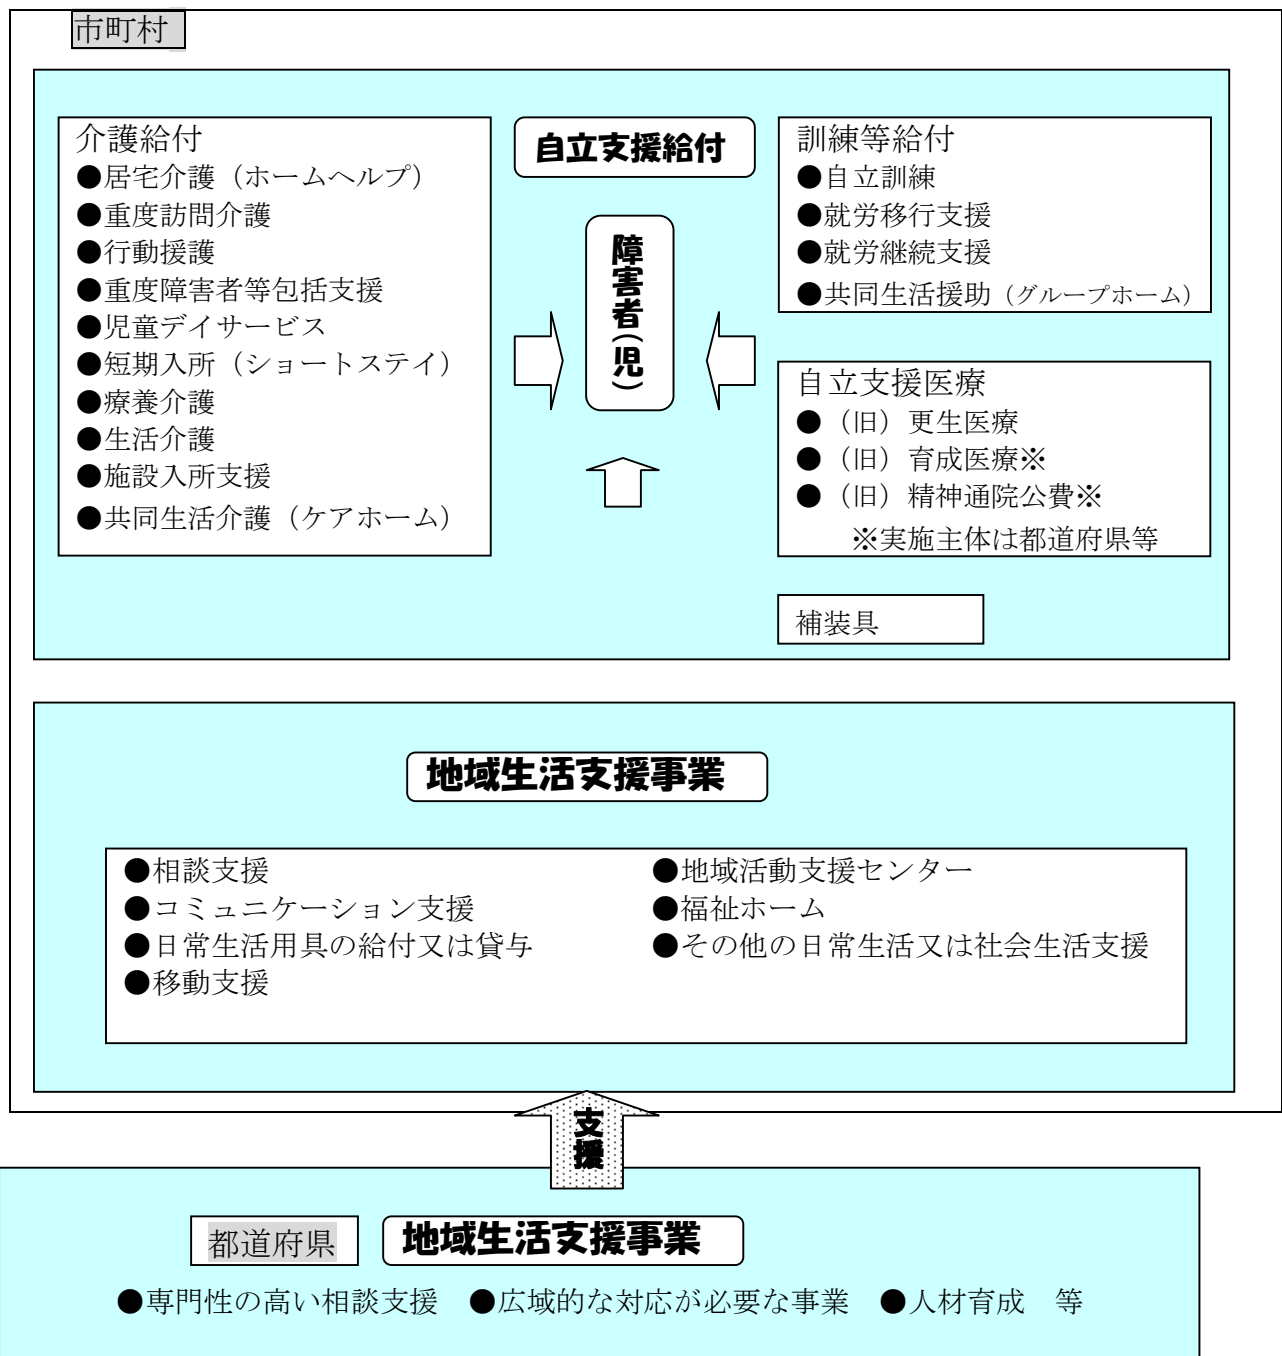 市町村
介護給付
●居宅介護（ホームヘルプ）
●重度訪問介護
●行動援護
●重度障害者等包括支援
●児童デイサービス
●短期入所（ショートステイ）
●療養介護
●生活介護
●施設入所支援
●共同生活介護（ケアホーム）
自立支援給付
障害者（児）
訓練等給付
●自立訓練
●就労移行支援
●就労継続支援
●共同生活援助（グループホーム）
自立支援医療
●（旧）更生医療
●（旧）育成医療※
●（旧）精神通院公費※
※実施主体は都道府県等
補装具
地域生活支援事業
●相談支援
●コミュニケーション支援
●日常生活用具の給付又は貸与
●移動支援
●地域活動支援センター
●福祉ホーム
●その他の日常生活又は社会生活支援
支援
都道府県
地域生活支援事業
●専門性の高い相談支援　●広域的な対応が必要な事業　●人材育成　等